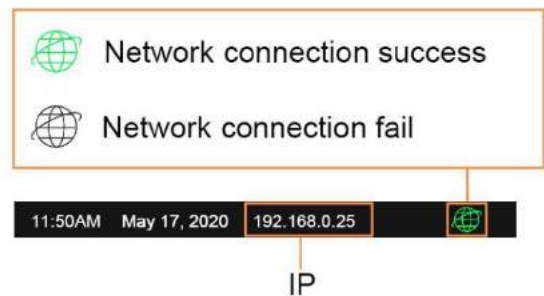 Network connection success
Network connection fail
11:50AM May 17, 2020 192.168.0.25
IP